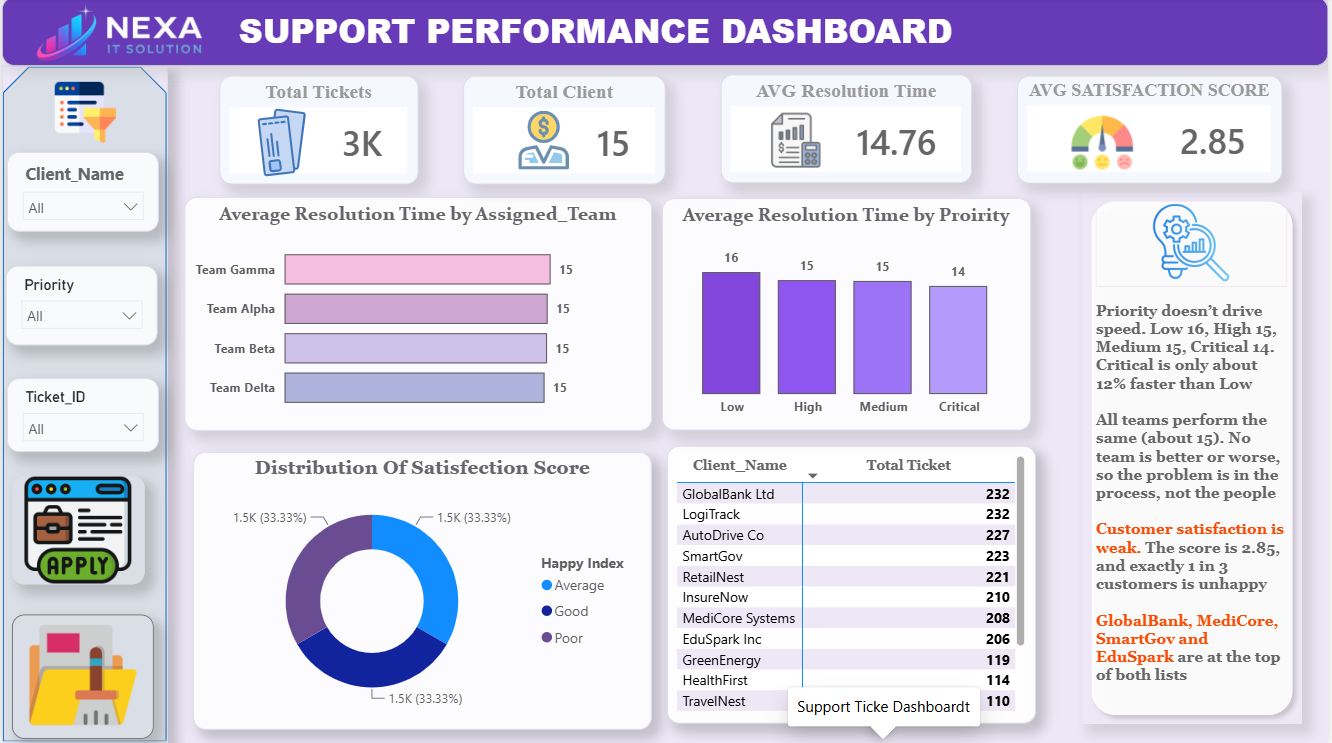 NEXA
IT SOLUTION
SUPPORT PERFORMANCE DASHBOARD
Client_Name
All
Priority
All
Ticket_ID
All
APPLY
Total Tickets
3K
Total Client
15
AVG Resolution Time
14.76
AVG SATISFACTION SCORE
2.85
Average Resolution Time by Assigned_Team
Team Gamma 15
Team Alpha 15
Team Beta 15
Team Delta 15
Average Resolution Time by Proirity
16 15 15 14
Low High Medium Critical
Distribution Of Satisfection Score
1.5K (33.33%) 1.5K (33.33%)
1.5K (33.33%)
Happy Index
Average
Good
Poor
Client_Name Total Ticket
GlobalBank Ltd 232
LogiTrack 232
AutoDrive Co 227
SmartGov 223
RetailNest 221
InsureNow 210
MediCore Systems 208
EduSpark Inc 206
GreenEnergy 119
HealthFirst 114
TravelNest 110
Support Ticke Dashboardt
Priority doesn’t drive
speed. Low 16, High 15,
Medium 15, Critical 14.
Critical is only about
12% faster than Low
All teams perform the
same (about 15). No
team is better or worse,
so the problem is in the
process, not the people
Customer satisfaction is
weak. The score is 2.85,
and exactly 1 in 3
customers is unhappy
GlobalBank, MediCore,
SmartGov and
EduSpark are at the top
of both lists